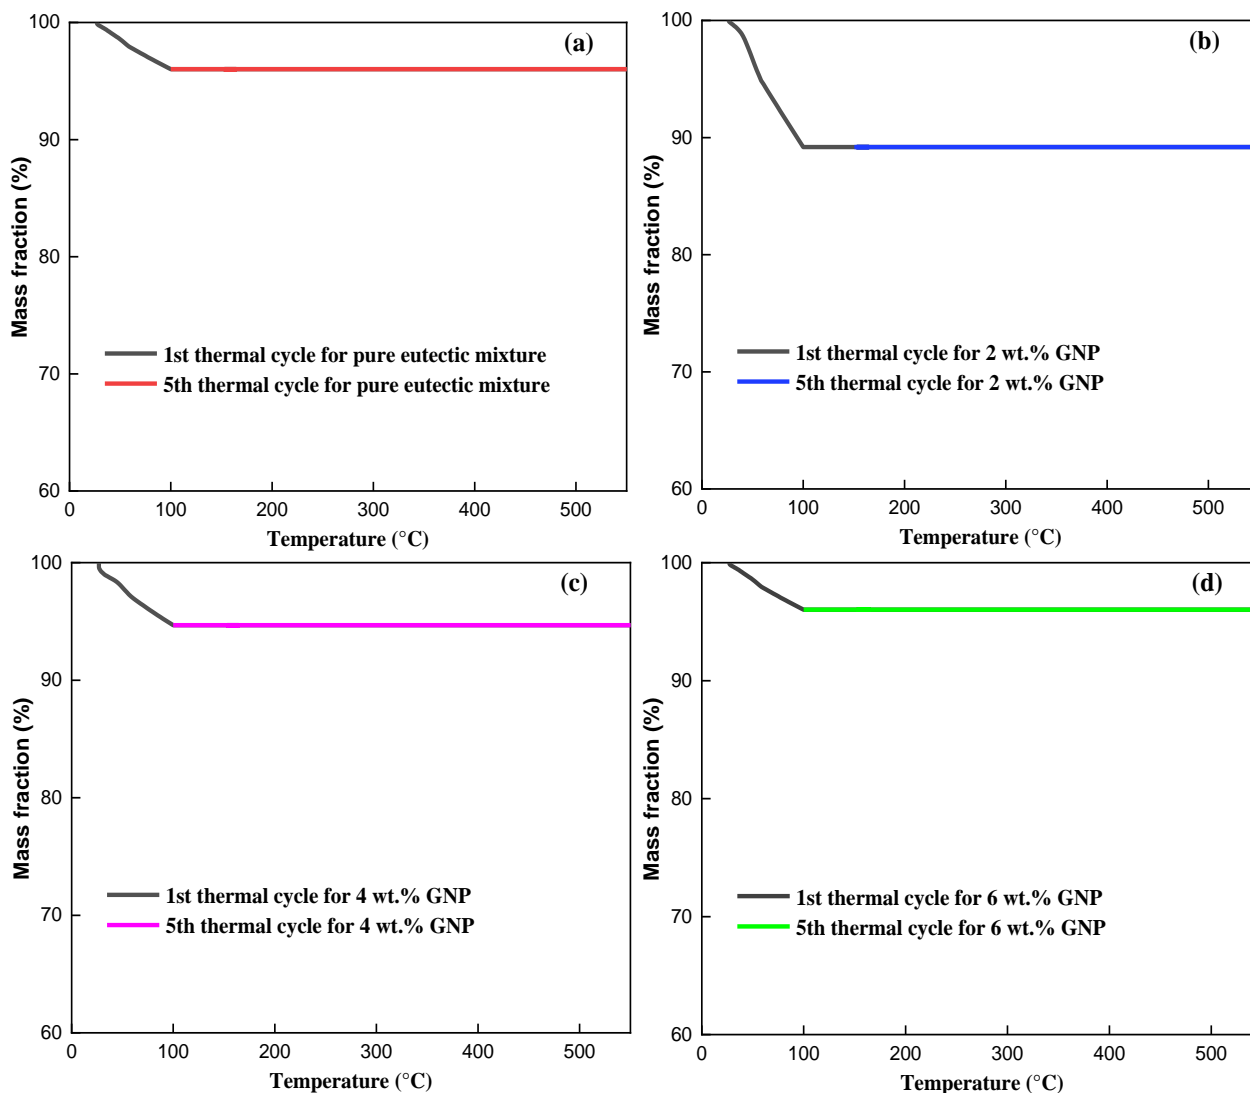 100
90
80
70
60
0
100
200
300
400
500
Mass fraction (%)
Temperature (°C)
(a)
1st thermal cycle for pure eutectic mixture
5th thermal cycle for pure eutectic mixture
100
90
80
70
60
0
100
200
300
400
500
Mass fraction (%)
Temperature (°C)
(b)
1st thermal cycle for 2 wt.% GNP
5th thermal cycle for 2 wt.% GNP
100
90
80
70
60
0
100
200
300
400
500
Mass fraction (%)
Temperature (°C)
(c)
1st thermal cycle for 4 wt.% GNP
5th thermal cycle for 4 wt.% GNP
100
90
80
70
60
0
100
200
300
400
500
Mass fraction (%)
Temperature (°C)
(d)
1st thermal cycle for 6 wt.% GNP
5th thermal cycle for 6 wt.% GNP